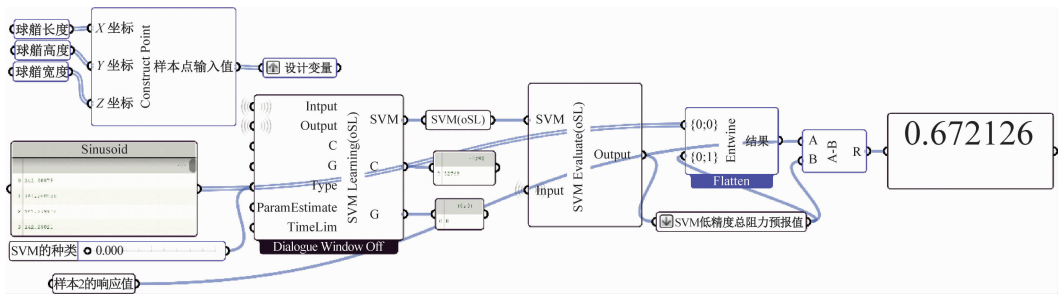 球艏长度
球艏高度
球艏宽度
X 坐标
Y 坐标
Z 坐标
Construct Point
样本点输入值
设计变量
Sinusoid
SVM的种类
0.000
样本2的响应值
Intput
Output
C
G
Type
ParamEstimate
TimeLim
SVM Learning(oSL)
SVM
C
G
Dialogue Window Off
SVM(oSL)
{0;0}
SVM
Input
SVM Evaluate(oSL)
Output
{0;0}
{0;1}
Entwine
结果
Flatten
SVM低精度总阻力预报值
A
B
A-B
R
0.672126